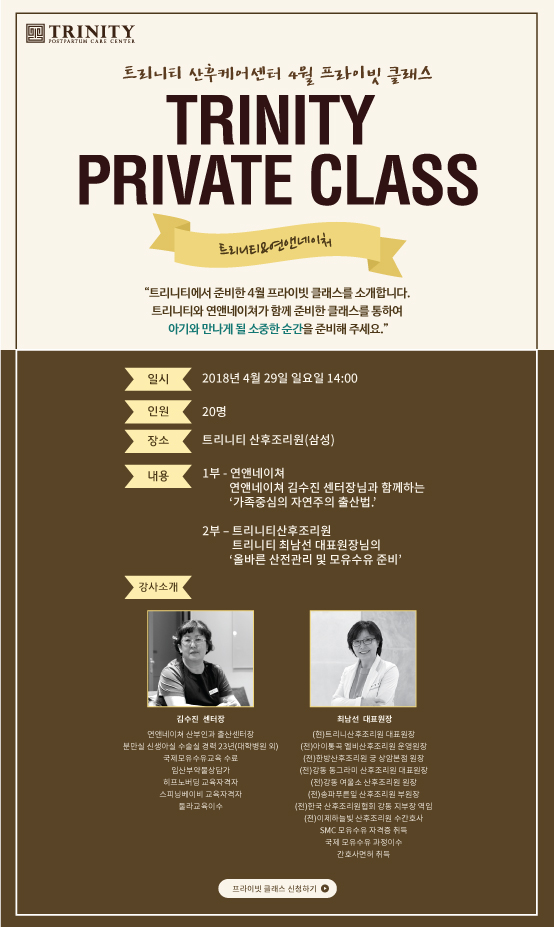 TRINITY
POSTPARTUM CARE CENTER
트리니티 산후케어센터 4월 프라이빗 클래스
TRINITY
PRIVATE CLASS
트리니티&연앤네이쳐
“트리니티에서 준비한 4월 프라이빗 클래스를 소개합니다.
트리니티와 연앤네이쳐가 함께 준비한 클래스를 통하여
아기와 만나게 될 소중한 순간을 준비해 주세요.”
일시 2018년 4월 29일 일요일 14:00
인원 20명
장소 트리니티 산후조리원(삼성)
내용 1부 - 연앤네이쳐
연앤네이쳐 김수진 센터장님과 함께하는
‘가족중심의 자연주의 출산법.’
2부 – 트리니티산후조리원
트리니티 최남선 대표원장님의
‘올바른 산전관리 및 모유수유 준비’
강사소개
김수진 센터장
연앤네이쳐 산부인과 출산센터장
분만실 신생아실 수술실 경력 23년(대학병원 외)
국제모유수유교육 수료
임산부약물상담가
히프노버딩 교육자격자
스피닝베이비 교육자격자
둘라교육이수
최남선 대표원장
(현)트리니산후조리원 대표원장
(전)아이통곡 멜비산후조리원 운영원장
(전)한방산후조리원 궁 상암본점 원장
(전)강동 동그라미 산후조리원 대표원장
(전)강동 여울소 산후조리원 원장
(전)송파푸른잎 산후조리원 부원장
(전)한국 산후조리원협회 강동 지부장 역임
(전)이제하늘빛 산후조리원 수간호사
SMC 모유수유 자격증 취득
국제 모유수유 과정이수
간호사면허 취득
프라이빗 클래스 신청하기